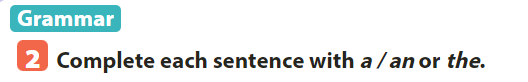 Grammar
2 Complete each sentence with a / an or the.